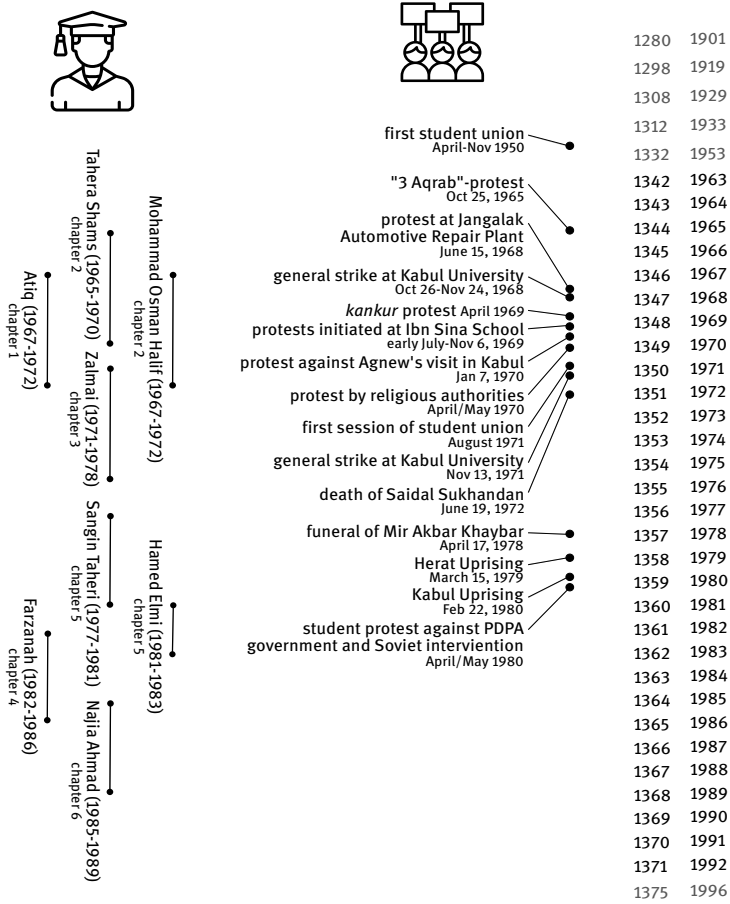 Tahera Shams (1965-1970)
chapter 2
Mohammad Osman Halif (1967-1972)
chapter 2
Atiq (1967-1972)
chapter 1
Zalmai (1971-1978)
chapter 3
Sangin Taheri (1977-1981)
chapter 5
Hamed Elmi (1981-1983)
chapter 5
Farzanah (1982-1986)
chapter 4
Najia Ahmad (1985-1989)
chapter 6
first student union
April-Nov 1950
"3 Aqrab"-protest
Oct 25, 1965
protest at Jangalak
Automotive Repair Plant
June 15, 1968
general strike at Kabul University
Oct 26-Nov 24, 1968
kankur protest April 1969
protests initiated at Ibn Sina School
early July-Nov 6, 1969
protest against Agnew's visit in Kabul
Jan 7, 1970
protest by religious authorities
April/May 1970
first session of student union
August 1971
general strike at Kabul University
Nov 13, 1971
death of Saidal Sukhandan
June 19, 1972
funeral of Mir Akbar Khaybar
April 17, 1978
Herat Uprising
March 15, 1979
Kabul Uprising
Feb 22, 1980
student protest against PDPA
government and Soviet interviention
April/May 1980
1280 1901
1298 1919
1308 1929
1312 1933
1332 1953
1342 1963
1343 1964
1344 1965
1345 1966
1346 1967
1347 1968
1348 1969
1349 1970
1350 1971
1351 1972
1352 1973
1353 1974
1354 1975
1355 1976
1356 1977
1357 1978
1358 1979
1359 1980
1360 1981
1361 1982
1362 1983
1363 1984
1364 1985
1365 1986
1366 1987
1367 1988
1368 1989
1369 1990
1370 1991
1371 1992
1375 1996